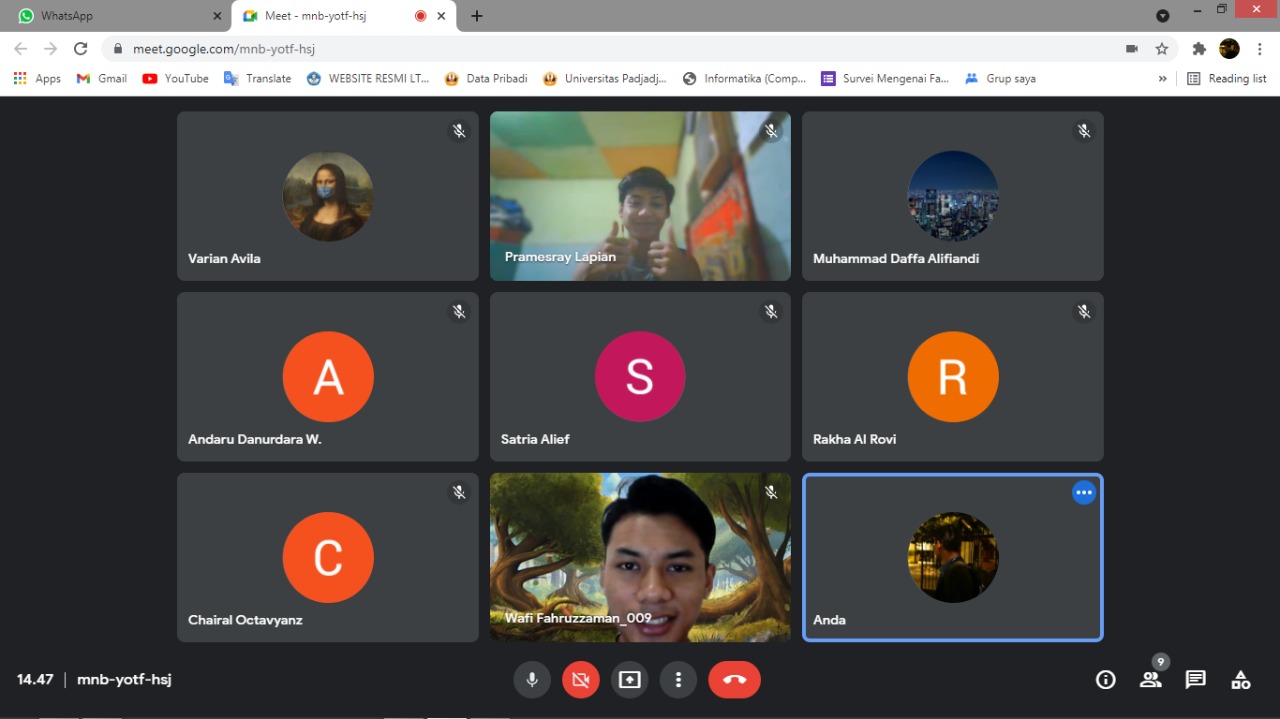 WhatsApp
Meet - mnb-yotf-hsj
meet.google.com/mnb-yotf-hsj
Apps
Gmail
YouTube
Translate
WEBSITE RESMI LT...
Data Pribadi
Universitas Padjadj...
Informatika (Comp...
Survei Mengenai Fa...
Grup saya
»
Reading list
Varian Avila
Pramesray Lapian
Muhammad Daffa Alifiandi
A
Andaru Danurdara W.
S
Satria Alief
R
Rakha Al Rovi
C
Chairal Octavyanz
Wafi Fahruzzaman_009
Anda
14.47 | mnb-yotf-hsj
9